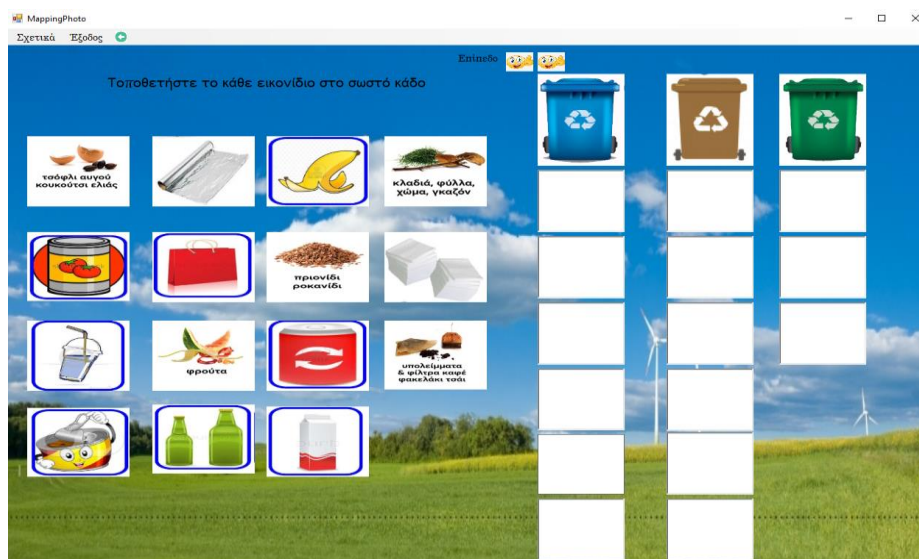 MappingPhoto
Σχετικά Έξοδος
Επίπεδο
Τοποθετήστε το κάθε εικονίδιο στο σωστό κάδο
τσόφλι αυγού
κουκούτσι ελιάς
κλαδιά, φύλλα,
χώμα, γκαζόν
πριονίδι
ροκανίδι
φρούτα
υπολείμματα
& φίλτρα καφέ
φακελάκι τσάι